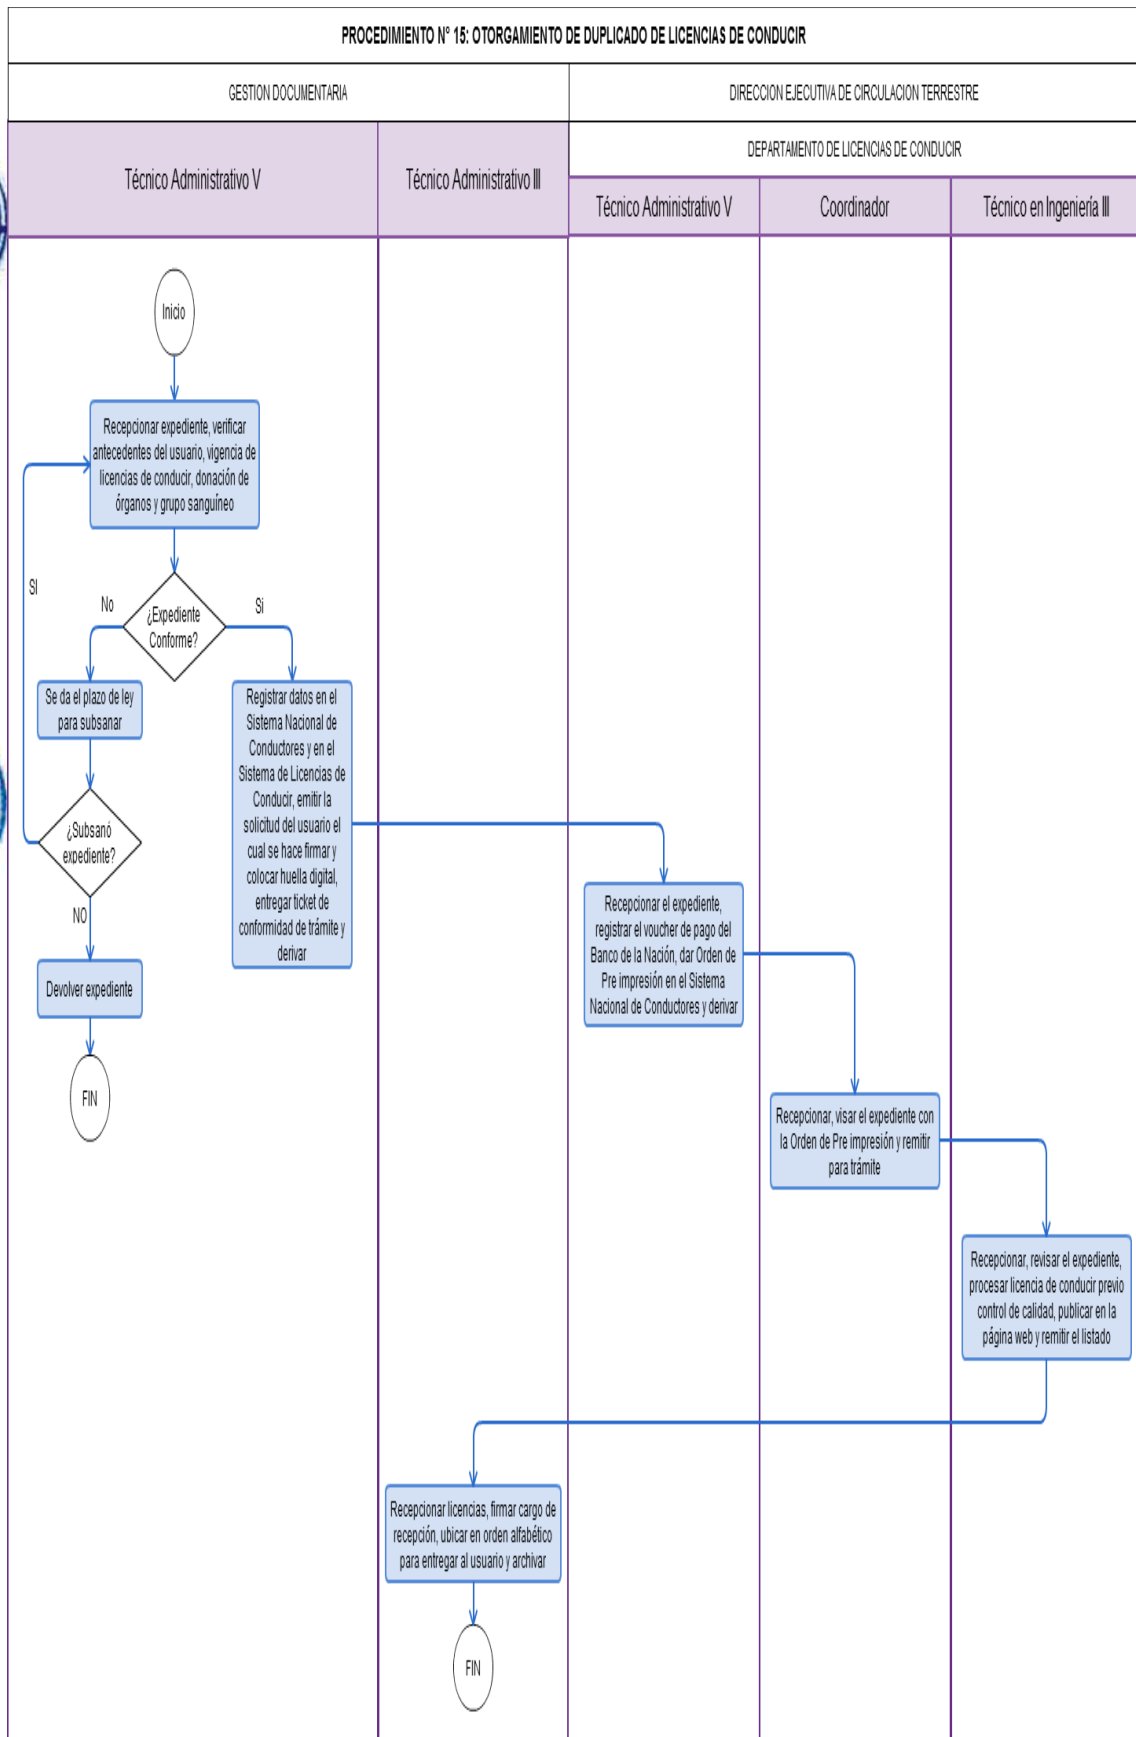 PROCEDIMIENTO N° 15: OTORGAMIENTO DE DUPLICADO DE LICENCIAS DE CONDUCIR
GESTION DOCUMENTARIA
DIRECCION EJECUTIVA DE CIRCULACION TERRESTRE
DEPARTAMENTO DE LICENCIAS DE CONDUCIR
Técnico Administrativo V
Técnico Administrativo III
Técnico Administrativo V
Coordinador
Técnico en Ingeniería III
Inicio
Recepcionar expediente, verificar
antecedentes del usuario, vigencia de
licencias de conducir, donación de
órganos y grupo sanguíneo
SI
No
¿Expediente
Conforme?
Si
Se da el plazo de ley
para subsanar
Registrar datos en el
Sistema Nacional de
Conductores y en el
Sistema de Licencias de
Conducir, emitir la
solicitud del usuario el
cual se hace firmar y
colocar huella digital,
entregar ticket de
conformidad de trámite y
derivar
¿Subsanó
expediente?
NO
Devolver expediente
FIN
Recepcionar el expediente,
registrar el voucher de pago del
Banco de la Nación, dar Orden de
Pre impresión en el Sistema
Nacional de Conductores y derivar
Recepcionar, visar el expediente con
la Orden de Pre impresión y remitir
para trámite
Recepcionar, revisar el expediente,
procesar licencia de conducir previo
control de calidad, publicar en la
página web y remitir el listado
Recepcionar licencias, firmar cargo de
recepción, ubicar en orden alfabético
para entregar al usuario y archivar
FIN